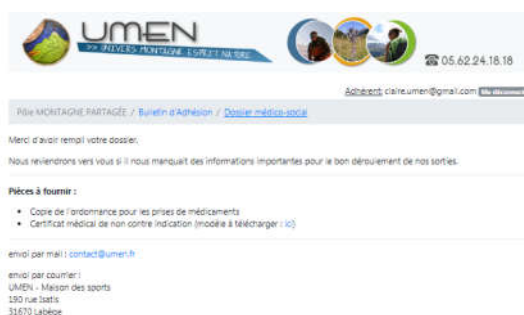 UMEN
>> UNIVERS MONTAGNE ESPRIT NATURE
05.62.24.18.18
Adhérent: claire.umen@gmail.com Me déconnecter
Pôle MONTAGNE PARTAGÉE / Bulletin d'Adhésion / Dossier médico-social
Merci d'avoir rempli votre dossier.
Nous reviendrons vers vous si il nous manquait des informations importantes pour le bon déroulement de nos sorties.
Pièces à fournir :
• Copie de l'ordonnance pour les prises de médicaments
• Certificat médical de non contre indication (modèle à télécharger : ici)
envoi par mail : contact@umen.fr
envoi par courrier :
UMEN - Maison des sports
190 rue Isatis
31670 Labège